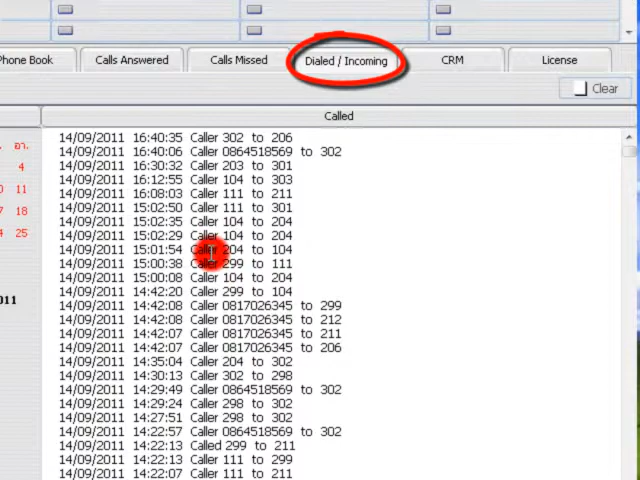 Phone Book Calls Answered Calls Missed Dialed / Incoming CRM License
Clear
Called
อา.
4
11
18
25
011
14/09/2011 16:40:35 Caller 302 to 206
14/09/2011 16:40:06 Caller 0864518569 to 302
14/09/2011 16:30:32 Caller 203 to 301
14/09/2011 16:12:55 Caller 104 to 303
14/09/2011 16:08:03 Caller 111 to 211
14/09/2011 15:02:50 Caller 111 to 301
14/09/2011 15:02:35 Caller 104 to 204
14/09/2011 15:02:29 Caller 104 to 204
14/09/2011 15:01:54 Caller 204 to 104
14/09/2011 15:00:38 Caller 299 to 111
14/09/2011 15:00:08 Caller 104 to 204
14/09/2011 14:42:20 Caller 299 to 104
14/09/2011 14:42:08 Caller 0817026345 to 299
14/09/2011 14:42:08 Caller 0817026345 to 212
14/09/2011 14:42:07 Caller 0817026345 to 211
14/09/2011 14:42:07 Caller 0817026345 to 206
14/09/2011 14:35:04 Caller 204 to 302
14/09/2011 14:30:13 Caller 302 to 298
14/09/2011 14:29:49 Caller 0864518569 to 302
14/09/2011 14:29:24 Caller 298 to 302
14/09/2011 14:27:51 Caller 298 to 302
14/09/2011 14:22:57 Caller 0864518569 to 302
14/09/2011 14:22:13 Called 299 to 211
14/09/2011 14:22:13 Caller 111 to 299
14/09/2011 14:22:07 Caller 111 to 211